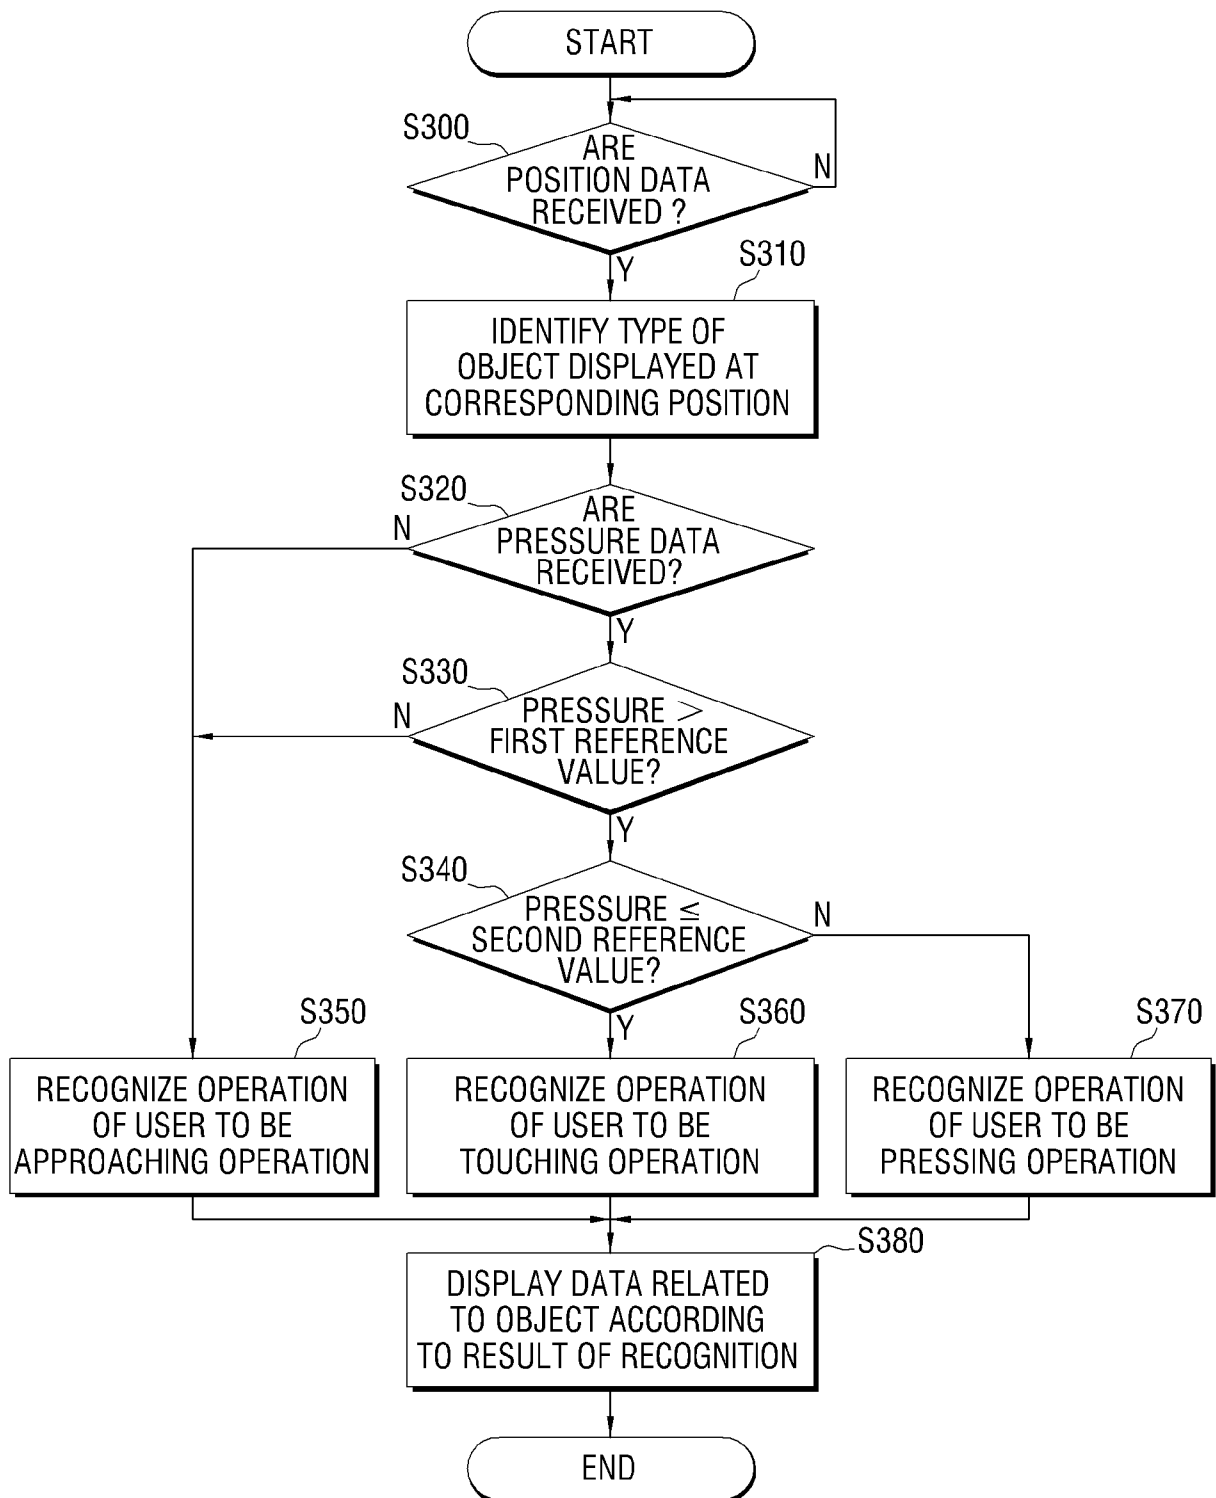 START
S300
ARE
POSITION DATA
RECEIVED ?
N
Y
S310
IDENTIFY TYPE OF
OBJECT DISPLAYED AT
CORRESPONDING POSITION
S320
N
ARE
PRESSURE DATA
RECEIVED?
Y
S330
N
PRESSURE >
FIRST REFERENCE
VALUE?
Y
S340
PRESSURE ≦
SECOND REFERENCE
VALUE?
N
Y
S350
RECOGNIZE OPERATION
OF USER TO BE
APPROACHING OPERATION
S360
RECOGNIZE OPERATION
OF USER TO BE
TOUCHING OPERATION
S370
RECOGNIZE OPERATION
OF USER TO BE
PRESSING OPERATION
S380
DISPLAY DATA RELATED
TO OBJECT ACCORDING
TO RESULT OF RECOGNITION
END